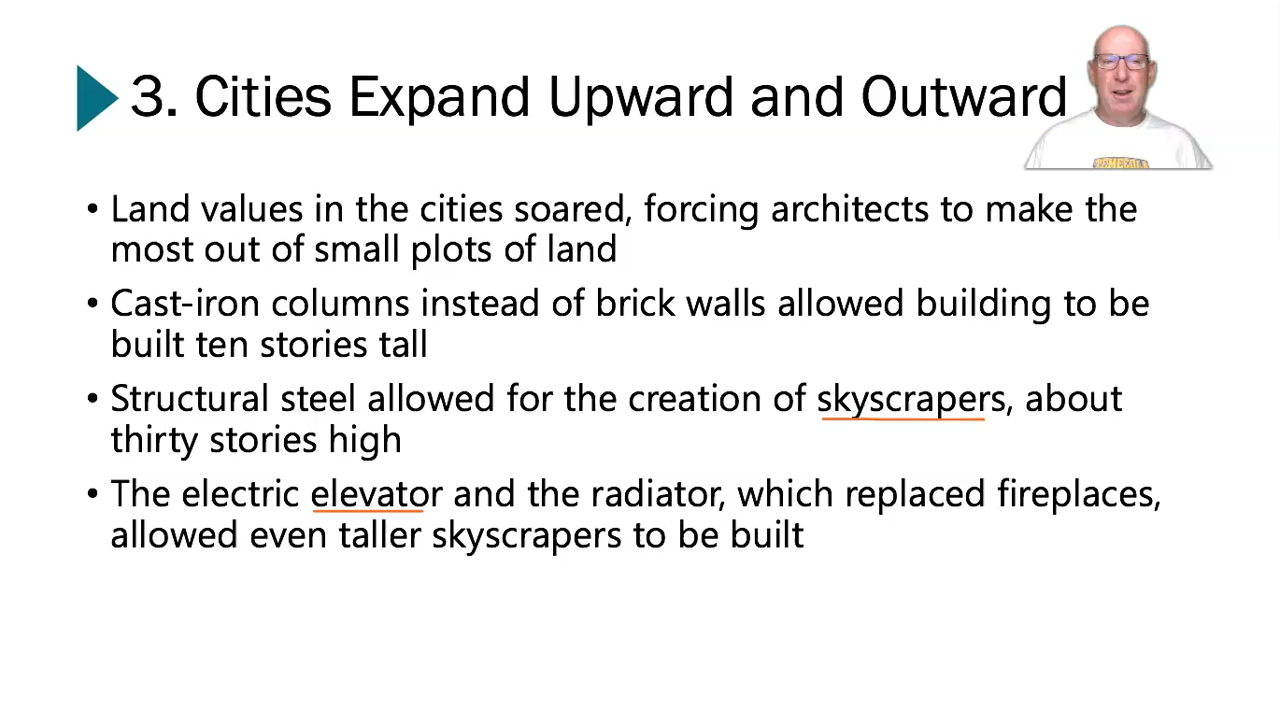 3. Cities Expand Upward and Outward
• Land values in the cities soared, forcing architects to make the
most out of small plots of land
• Cast-iron columns instead of brick walls allowed building to be
built ten stories tall
• Structural steel allowed for the creation of skyscrapers, about
thirty stories high
• The electric elevator and the radiator, which replaced fireplaces,
allowed even taller skyscrapers to be built